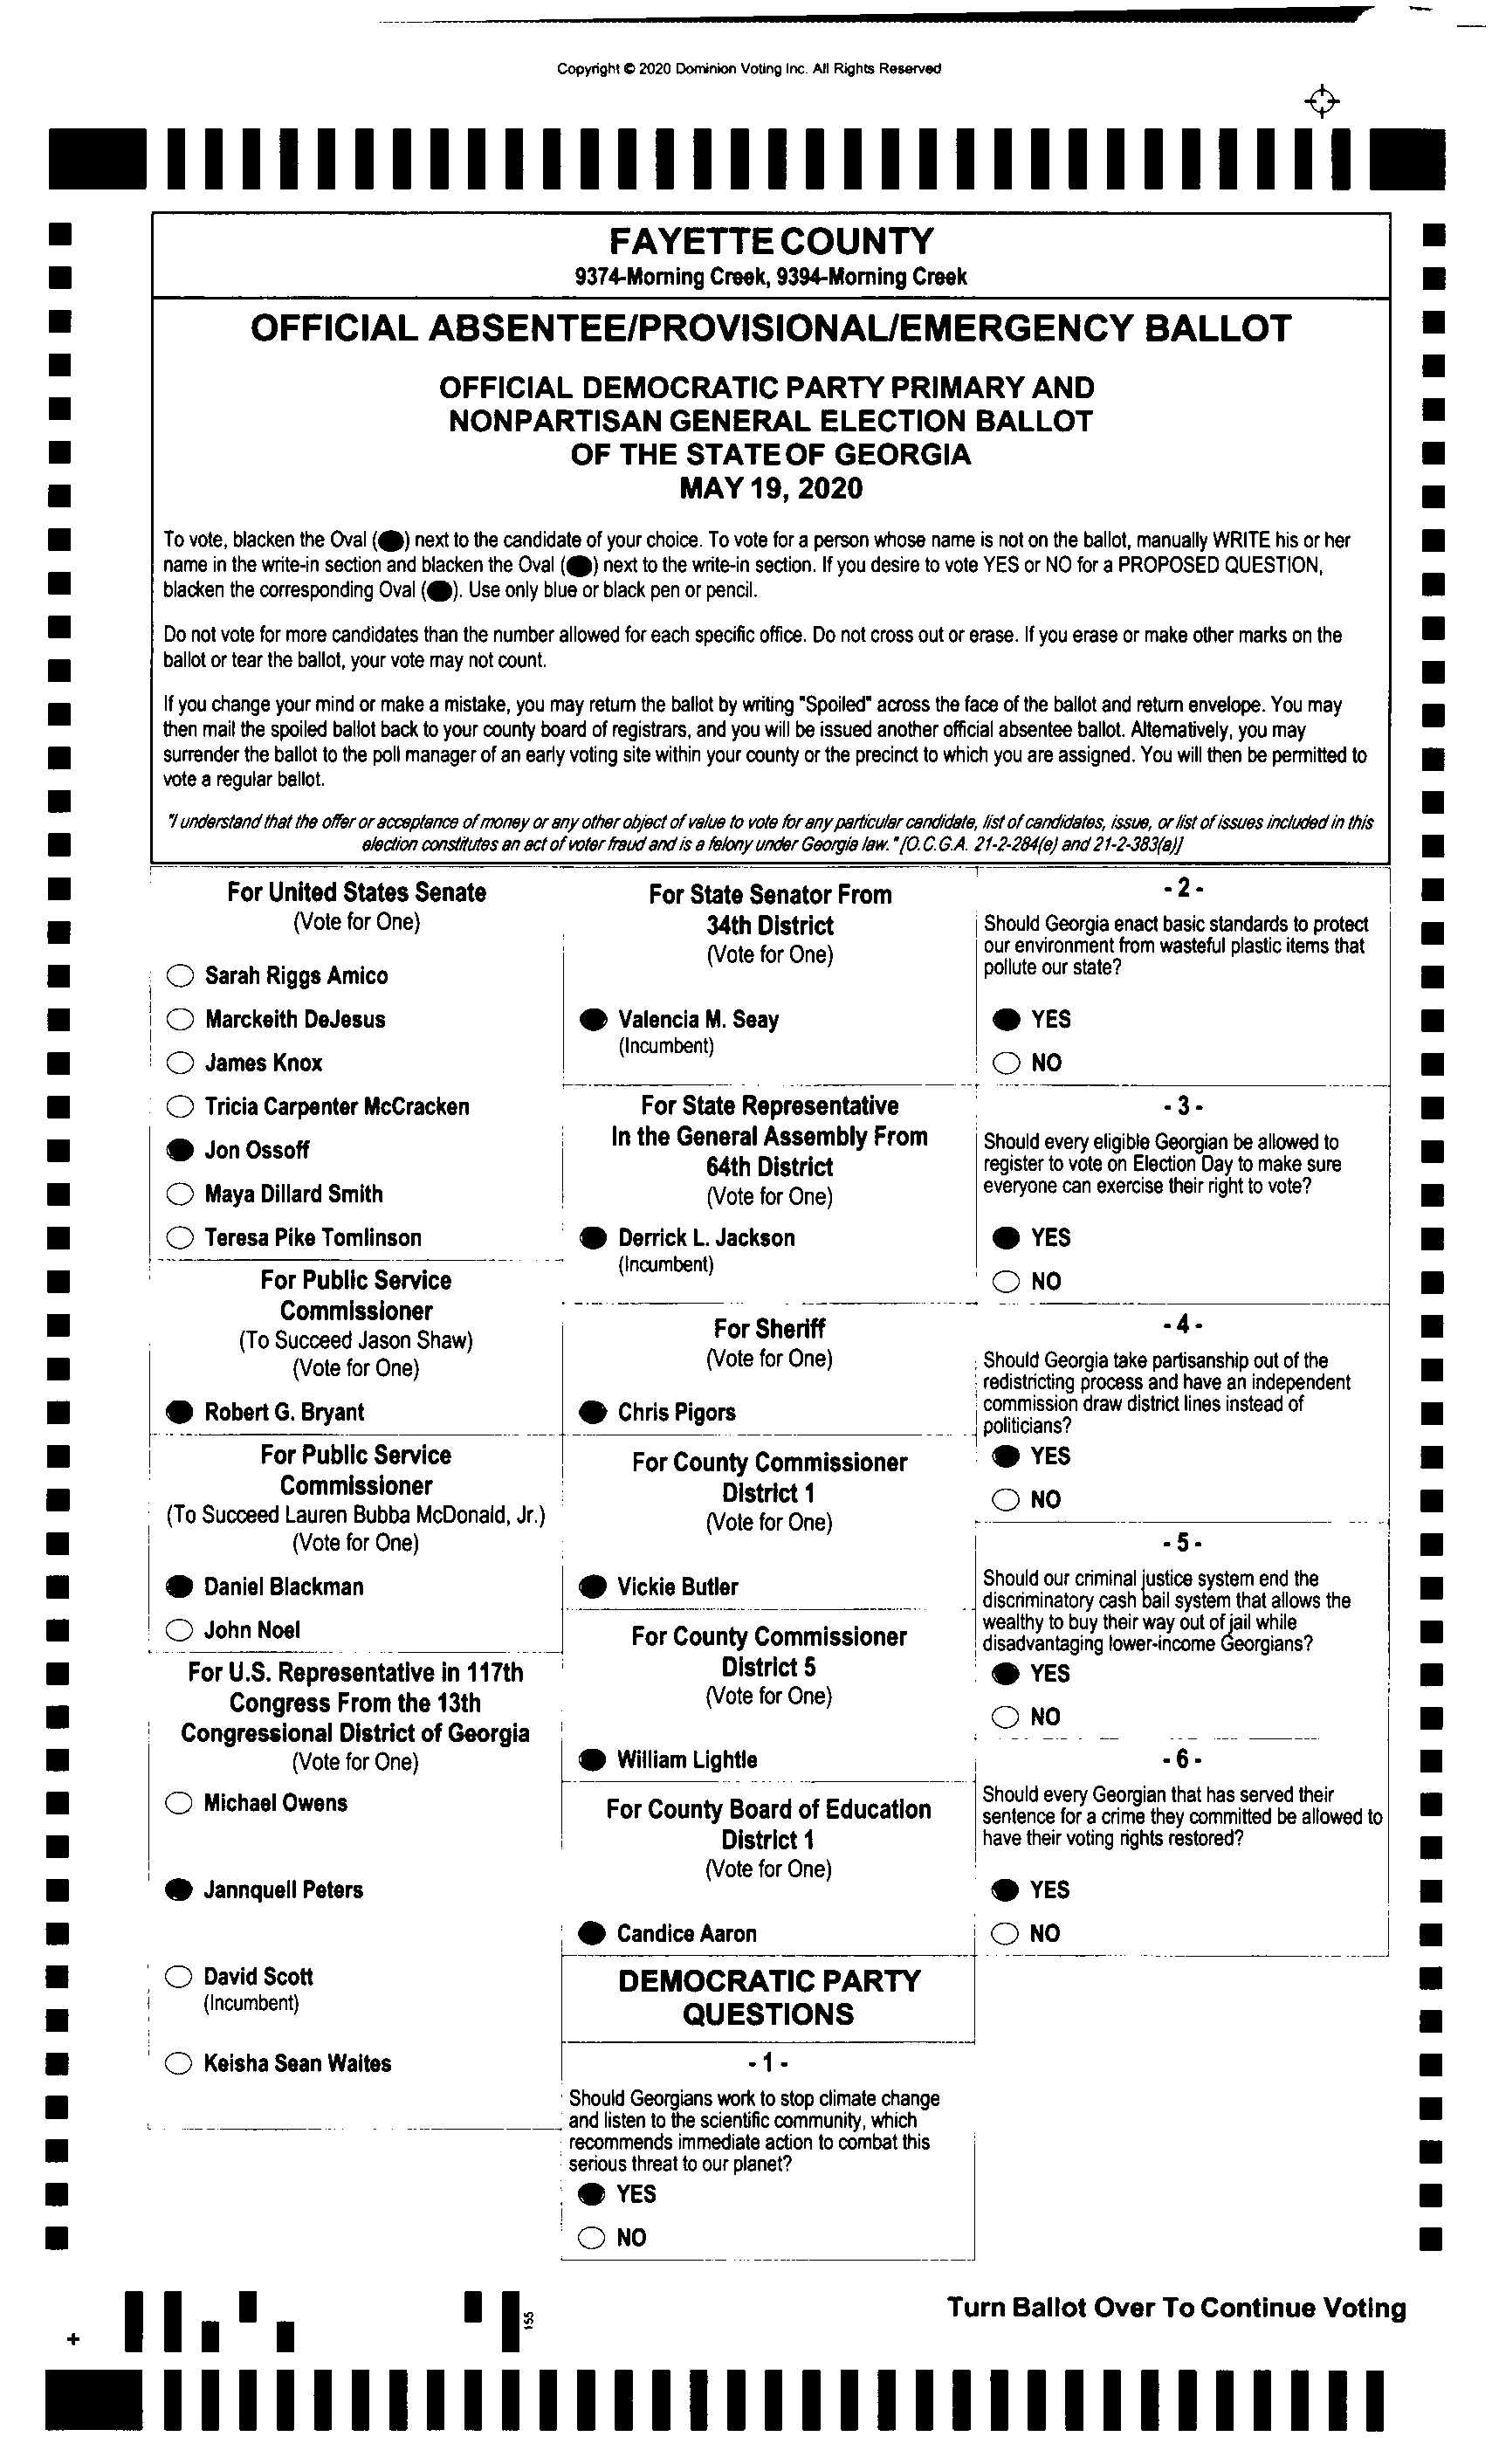 Copyright © 2020 Dominion Voting Inc. All Rights Reserved
FAYETTE COUNTY
9374-Morning Creek, 9394-Morning Creek
OFFICIAL ABSENTEE/PROVISIONAL/EMERGENCY BALLOT
OFFICIAL DEMOCRATIC PARTY PRIMARY AND
NONPARTISAN GENERAL ELECTION BALLOT
OF THE STATE OF GEORGIA
MAY 19, 2020
To vote, blacken the Oval (●) next to the candidate of your choice. To vote for a person whose name is not on the ballot, manually WRITE his or her
name in the write-in section and blacken the Oval (●) next to the write-in section. If you desire to vote YES or NO for a PROPOSED QUESTION,
blacken the corresponding Oval (●). Use only blue or black pen or pencil.
Do not vote for more candidates than the number allowed for each specific office. Do not cross out or erase. If you erase or make other marks on the
ballot or tear the ballot, your vote may not count.
If you change your mind or make a mistake, you may return the ballot by writing "Spoiled" across the face of the ballot and return envelope. You may
then mail the spoiled ballot back to your county board of registrars, and you will be issued another official absentee ballot. Alternatively, you may
surrender the ballot to the poll manager of an early voting site within your county or the precinct to which you are assigned. You will then be permitted to
vote a regular ballot.
"I understand that the offer or acceptance of money or any other object of value to vote for any particular candidate, list of candidates, issue, or list of issues included in this
election constitutes an act of voter fraud and is a felony under Georgia law." [O.C.G.A. 21-2-284(e) and 21-2-383(a)]
For United States Senate
(Vote for One)
Sarah Riggs Amico
Marckeith DeJesus
James Knox
Tricia Carpenter McCracken
Jon Ossoff
Maya Dillard Smith
Teresa Pike Tomlinson
For Public Service
Commissioner
(To Succeed Jason Shaw)
(Vote for One)
Robert G. Bryant
For Public Service
Commissioner
(To Succeed Lauren Bubba McDonald, Jr.)
(Vote for One)
Daniel Blackman
John Noel
For U.S. Representative in 117th
Congress From the 13th
Congressional District of Georgia
(Vote for One)
Michael Owens
Jannquell Peters
David Scott
(Incumbent)
Keisha Sean Waites
For State Senator From
34th District
(Vote for One)
Valencia M. Seay
(Incumbent)
For State Representative
In the General Assembly From
64th District
(Vote for One)
Derrick L. Jackson
(Incumbent)
For Sheriff
(Vote for One)
Chris Pigors
For County Commissioner
District 1
(Vote for One)
Vickie Butler
For County Commissioner
District 5
(Vote for One)
William Lightle
For County Board of Education
District 1
(Vote for One)
Candice Aaron
DEMOCRATIC PARTY
QUESTIONS
- 1 -
Should Georgians work to stop climate change
and listen to the scientific community, which
recommends immediate action to combat this
serious threat to our planet?
YES
NO
- 2 -
Should Georgia enact basic standards to protect
our environment from wasteful plastic items that
pollute our state?
YES
NO
- 3 -
Should every eligible Georgian be allowed to
register to vote on Election Day to make sure
everyone can exercise their right to vote?
YES
NO
- 4 -
Should Georgia take partisanship out of the
redistricting process and have an independent
commission draw district lines instead of
politicians?
YES
NO
- 5 -
Should our criminal justice system end the
discriminatory cash bail system that allows the
wealthy to buy their way out of jail while
disadvantaging lower-income Georgians?
YES
NO
- 6 -
Should every Georgian that has served their
sentence for a crime they committed be allowed to
have their voting rights restored?
YES
NO
Turn Ballot Over To Continue Voting
155
+